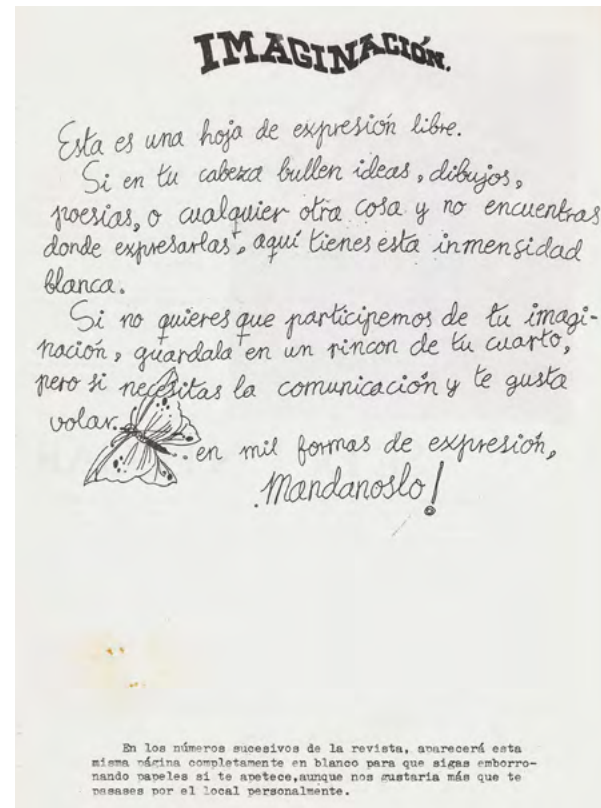 IMAGINACIÓN.
Esta es una hoja de expresión libre.
Si en tu cabeza bullen ideas, dibujos,
poesias, o cualquier otra cosa y no encuentras
donde expresarlas, aquí tienes esta inmensidad
blanca.
Si no quieres que participemos de tu imagi-
nación, guardala en un rincon de tu cuarto,
pero si necesitas la comunicación y te gusta
volar...
...en mil formas de expresión,
Mandanoslo!
En los números sucesivos de la revista, aparecerá esta
misma página completamente en blanco para que sigas emborro-
nando papeles si te apetece,aunque nos gustaria más que te
pasases por el local personalmente.